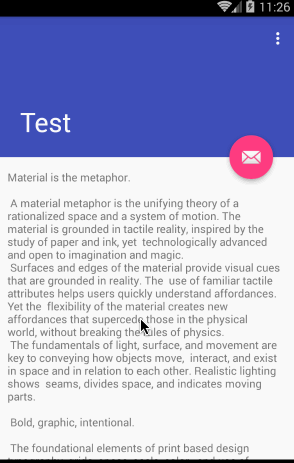 11:26
Test
Material is the metaphor.
A material metaphor is the unifying theory of a
rationalized space and a system of motion. The
material is grounded in tactile reality, inspired by the
study of paper and ink, yet  technologically advanced
and open to imagination and magic.
Surfaces and edges of the material provide visual cues
that are grounded in reality. The  use of familiar tactile
attributes helps users quickly understand affordances.
Yet the  flexibility of the material creates new
affordances that supercede those in the physical
world, without breaking the rules of physics.
The fundamentals of light, surface, and movement are
key to conveying how objects move,  interact, and exist
in space and in relation to each other. Realistic lighting
shows  seams, divides space, and indicates moving
parts.
Bold, graphic, intentional.
The foundational elements of print based design